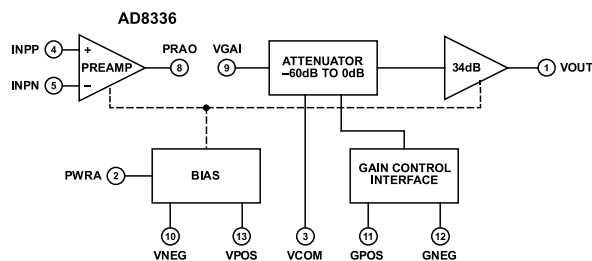 AD8336
INPP 4 + PREAMP PRAO 8
INPN 5 −
VGAI 9
ATTENUATOR
–60dB TO 0dB
34dB
1 VOUT
PWRA 2
BIAS
GAIN CONTROL
INTERFACE
10 13 3 11 12
VNEG VPOS VCOM GPOS GNEG